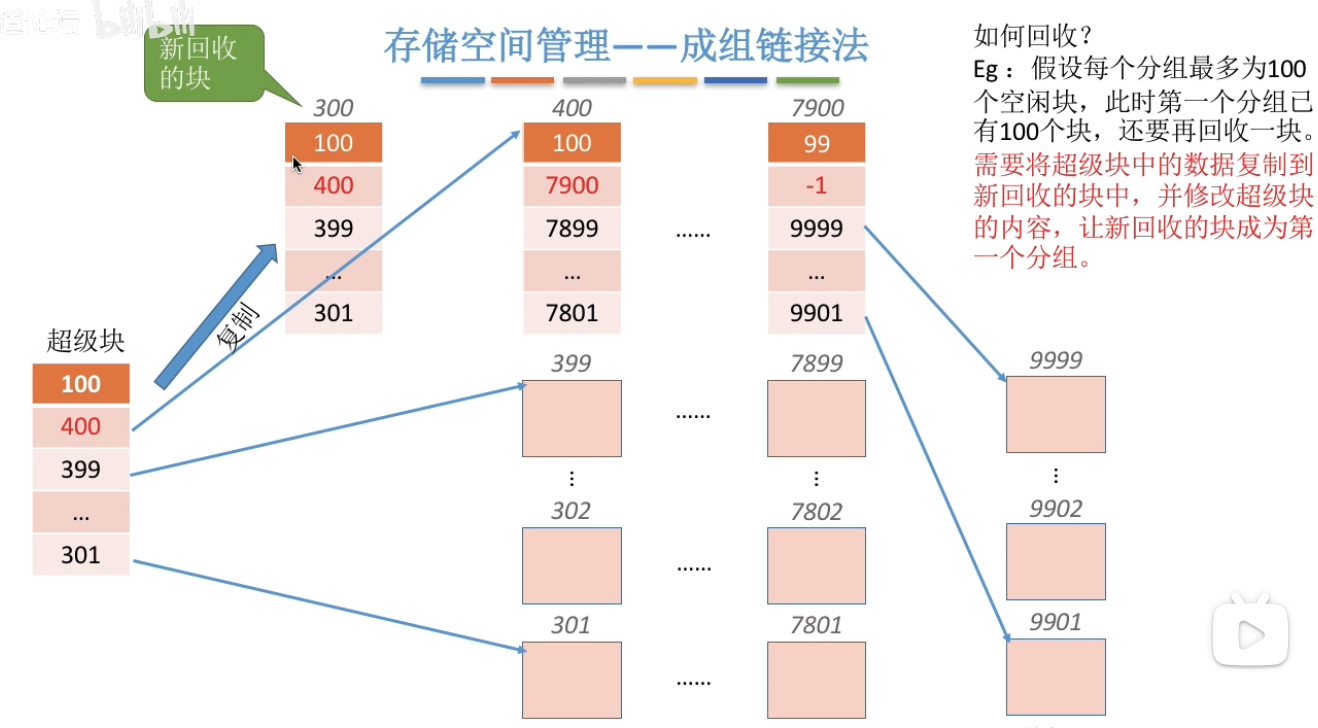 道论坛 bilibili
存储空间管理——成组链接法
新回收
的块
如何回收？
Eg：假设每个分组最多为100
个空闲块，此时第一个分组已
有100个块，还要再回收一块。
需要将超级块中的数据复制到
新回收的块中，并修改超级块
的内容，让新回收的块成为第
一个分组。
300
100
400
399
...
301
400
100
7900
7899
...
7801
......
7900
99
-1
9999
...
9901
复制
超级块
100
400
399
...
301
399
7899
9999
......
302
7802
9902
......
301
7801
9901
......